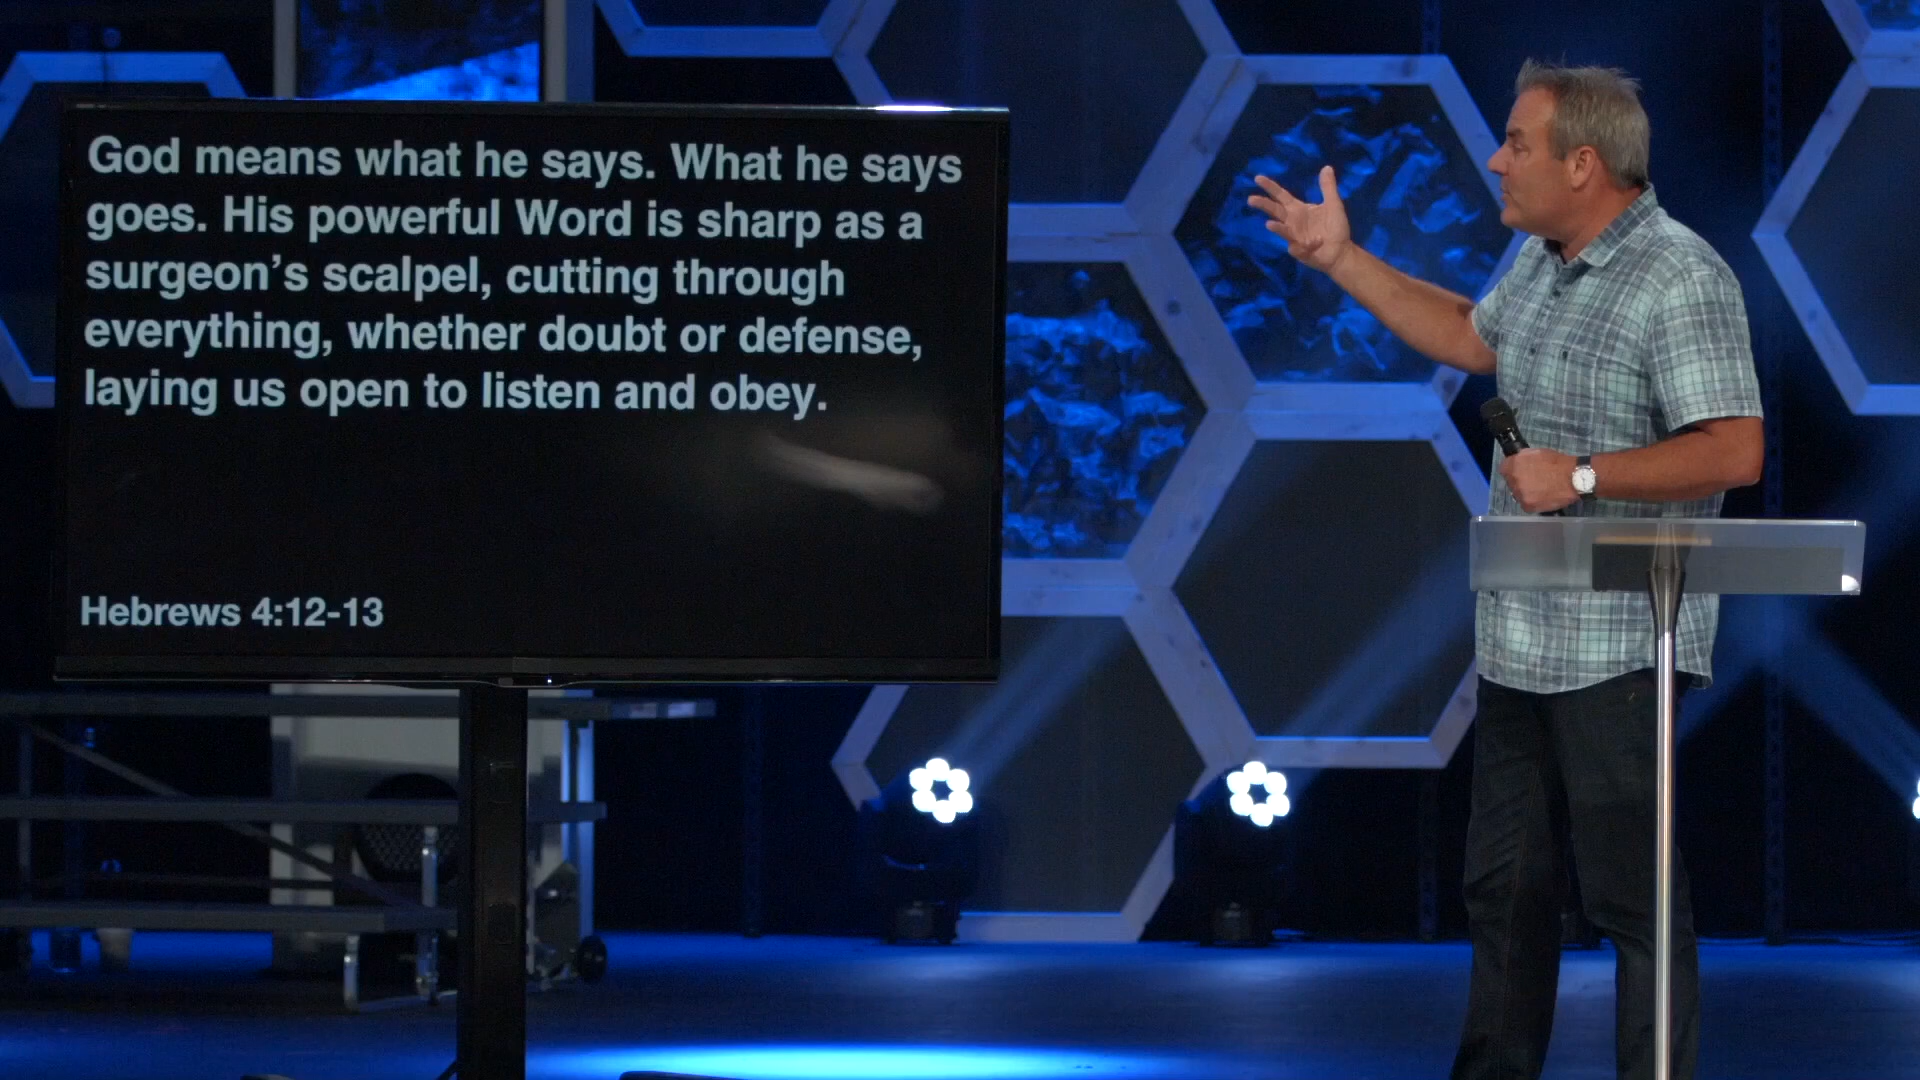 God means what he says. What he says
goes. His powerful Word is sharp as a
surgeon’s scalpel, cutting through
everything, whether doubt or defense,
laying us open to listen and obey.
Hebrews 4:12-13